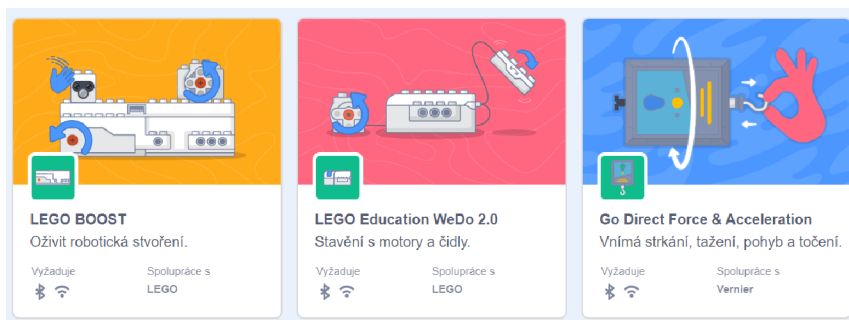 LEGO BOOST
Oživit robotická stvoření.
Vyžaduje
Spolupráce s
LEGO
LEGO Education WeDo 2.0
Stavění s motory a čidly.
Vyžaduje
Spolupráce s
LEGO
Go Direct Force & Acceleration
Vnímá strkání, tažení, pohyb a točení.
Vyžaduje
Spolupráce s
Vernier